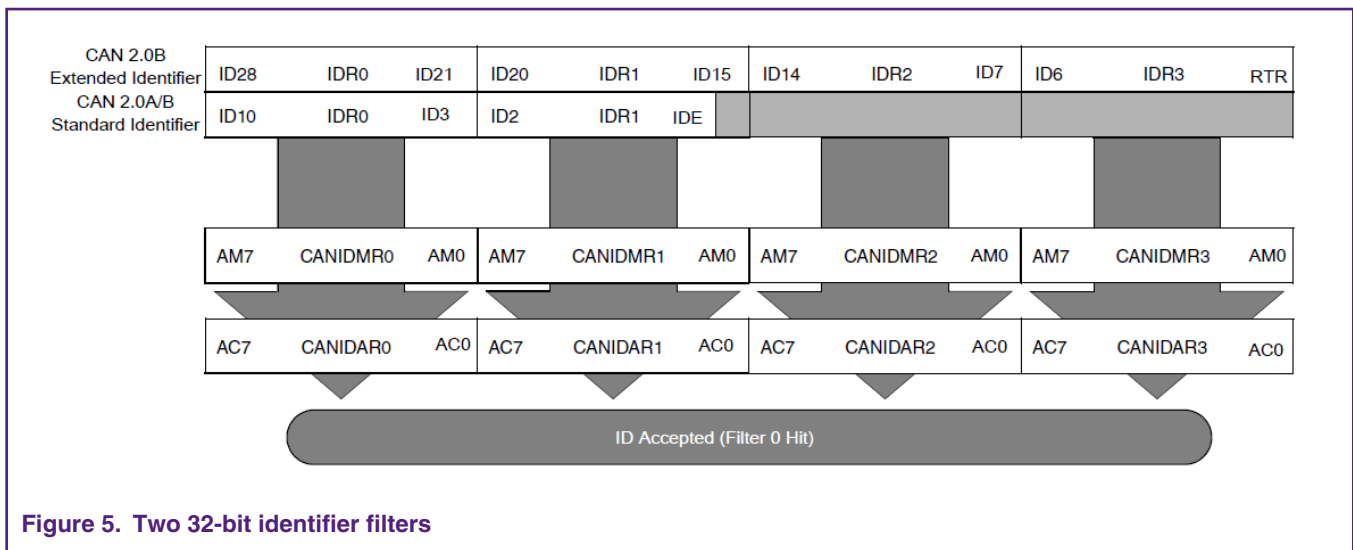 CAN 2.0B
Extended Identifier
ID28 IDR0 ID21 ID20 IDR1 ID15 ID14 IDR2 ID7 ID6 IDR3 RTR
CAN 2.0A/B
Standard Identifier
ID10 IDR0 ID3 ID2 IDR1 IDE
AM7 CANIDMR0 AM0 AM7 CANIDMR1 AM0 AM7 CANIDMR2 AM0 AM7 CANIDMR3 AM0
AC7 CANIDAR0 AC0 AC7 CANIDAR1 AC0 AC7 CANIDAR2 AC0 AC7 CANIDAR3 AC0
ID Accepted (Filter 0 Hit)
Figure 5. Two 32-bit identifier filters